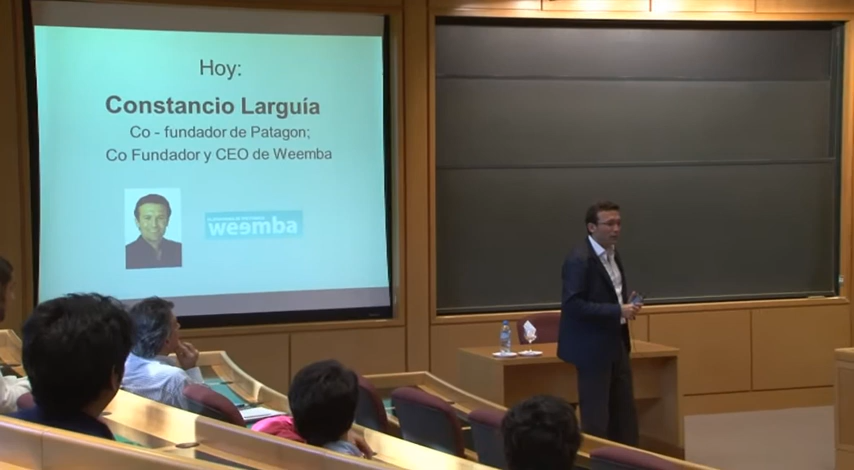 Hoy:
Constancio Larguía
Co - fundador de Patagon;
Co Fundador y CEO de Weemba
weemba